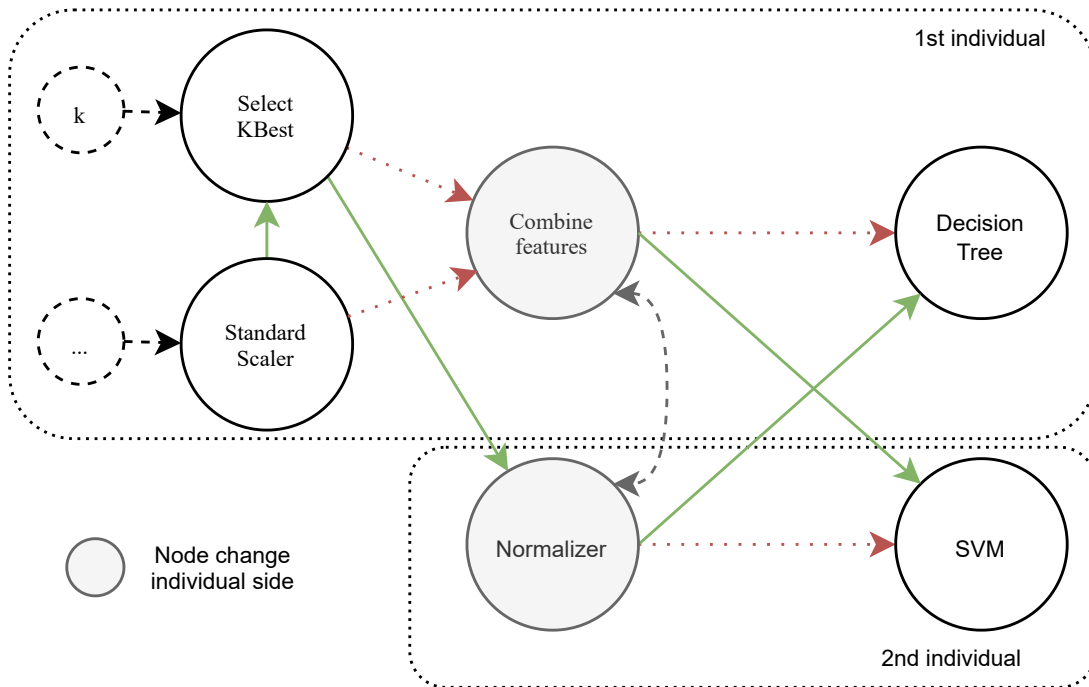 1st individual
k
Select
KBest
Combine
features
Decision
Tree
...
Standard
Scaler
Node change
individual side
Normalizer
SVM
2nd individual